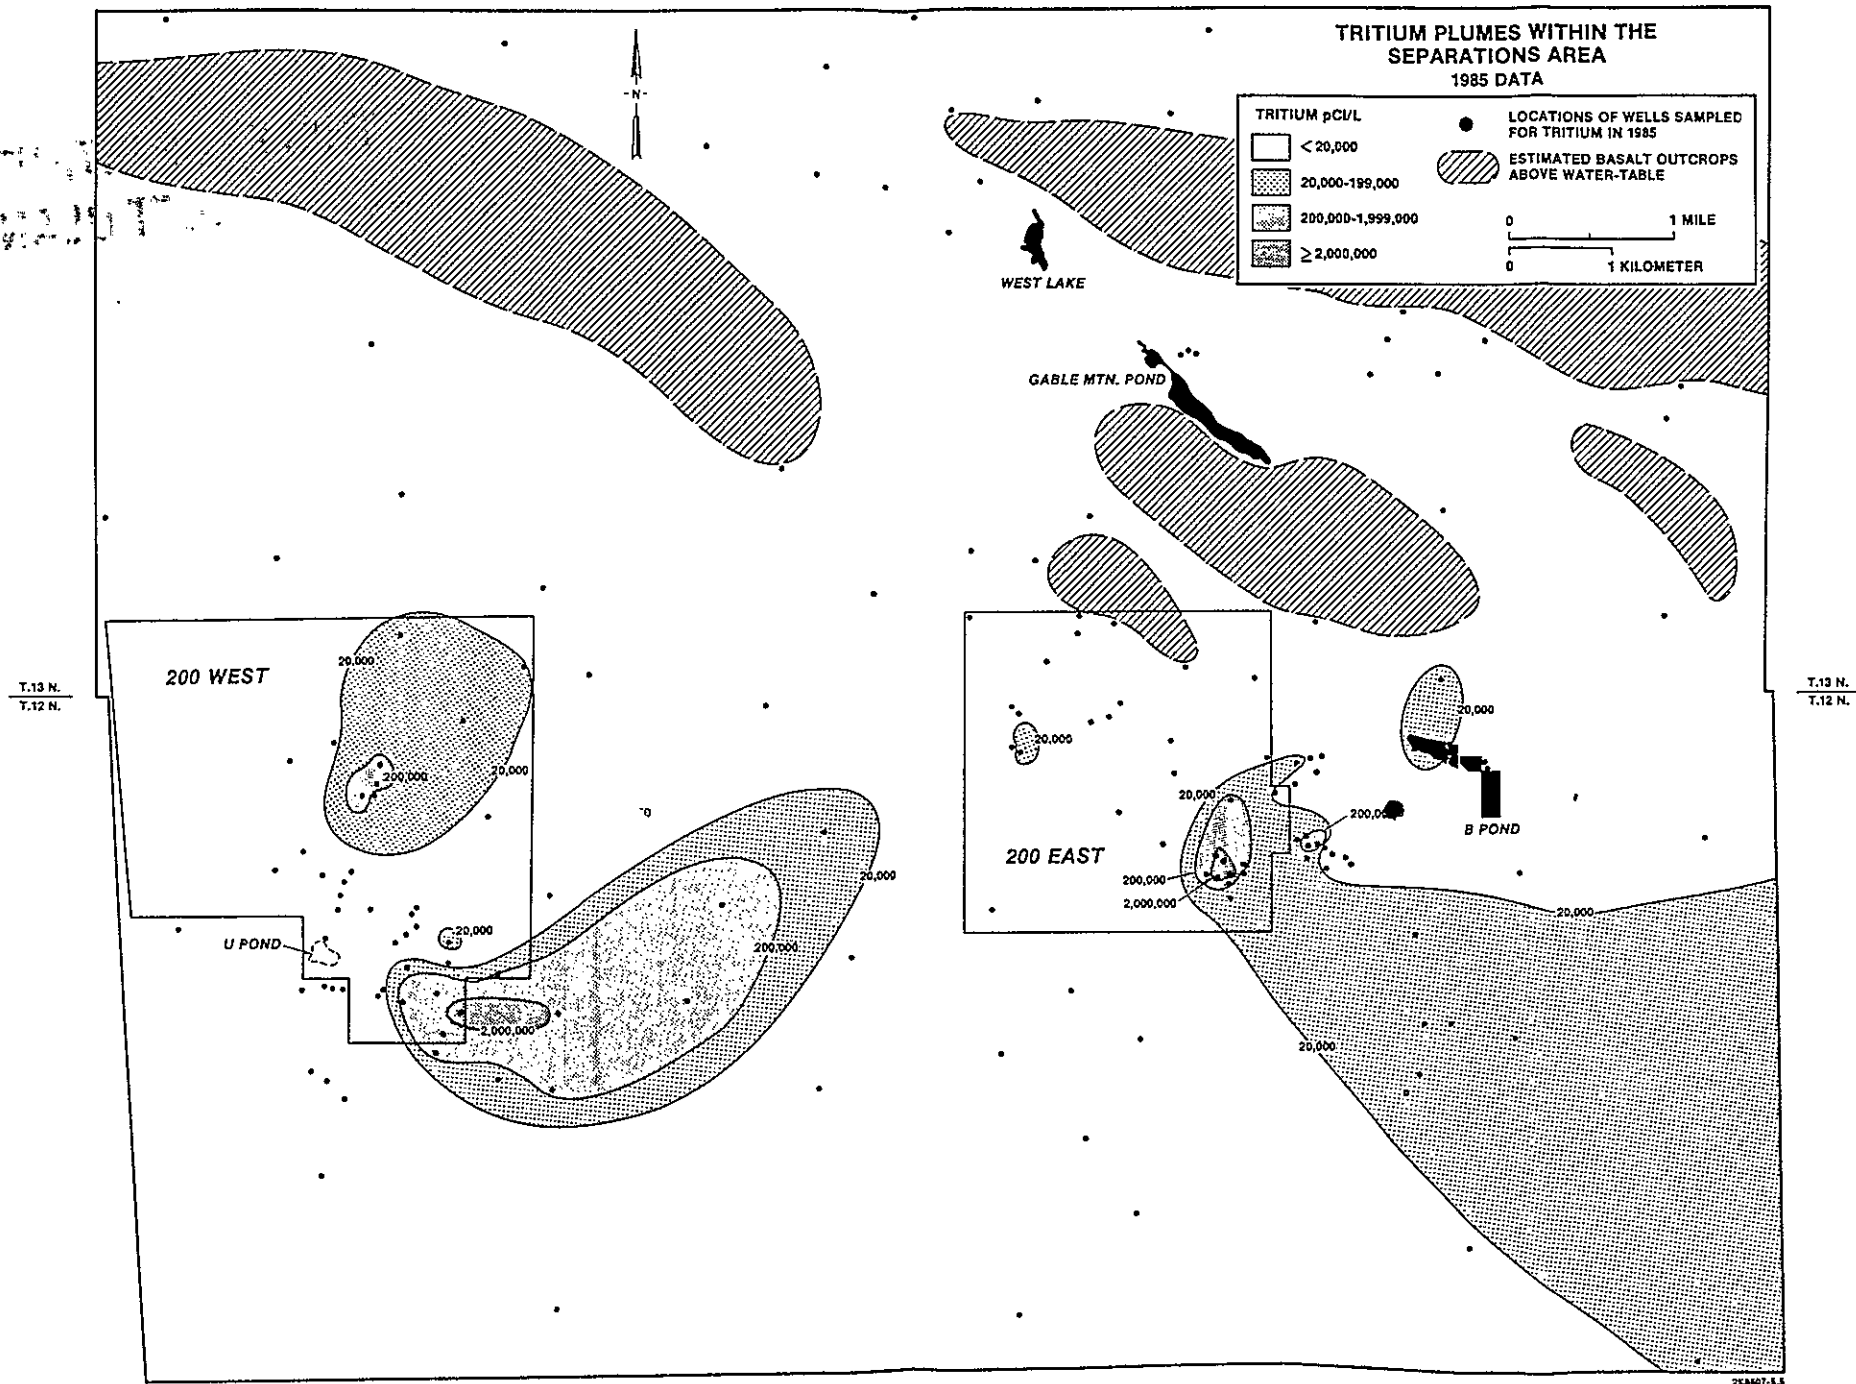 TRITIUM PLUMES WITHIN THE
SEPARATIONS AREA
1985 DATA
TRITIUM pCi/L
<20,000
20,000-199,000
200,000-1,999,000
≥2,000,000
LOCATIONS OF WELLS SAMPLED
FOR TRITIUM IN 1985
ESTIMATED BASALT OUTCROPS
ABOVE WATER-TABLE
0 1 MILE
0 1 KILOMETER
-N-
WEST LAKE
GABLE MTN. POND
200 WEST
20,000
T.13 N.
T.12 N.
T.13 N.
T.12 N.
20,000
20,000
20,000
200,000
20,000
200,000
200 EAST
B POND
20,000
200,000
2,000,000
20,000
20,000
U POND
20,000
200,000
2,000,000
20,000